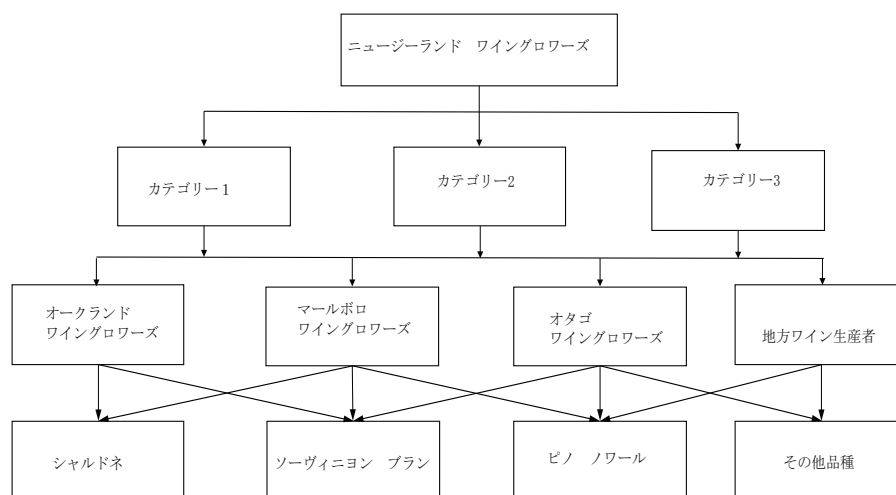 ニュージーランド　ワイングロワーズ
カテゴリー１
カテゴリー2
カテゴリー3
オークランド
ワイングロワーズ
マールボロ
ワイングロワーズ
オタゴ
ワイングロワーズ
地方ワイン生産者
シャルドネ
ソーヴィニヨン　ブラン
ピノ　ノワール
その他品種